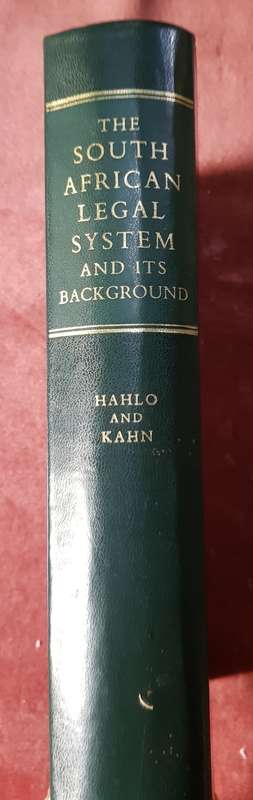 THE
SOUTH
AFRICAN
LEGAL
SYSTEM
AND ITS
BACKGROUND
HAHLO
AND
KAHN